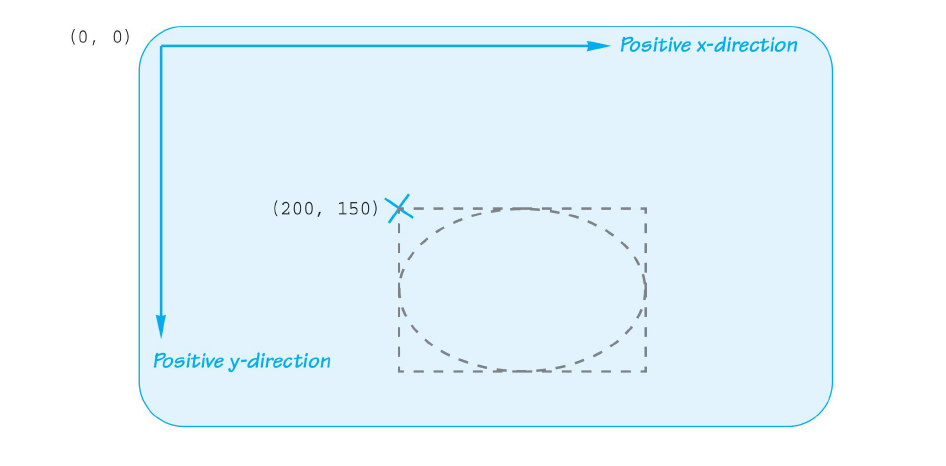 (0, 0)
Positive x-direction
(200, 150)
Positive y-direction